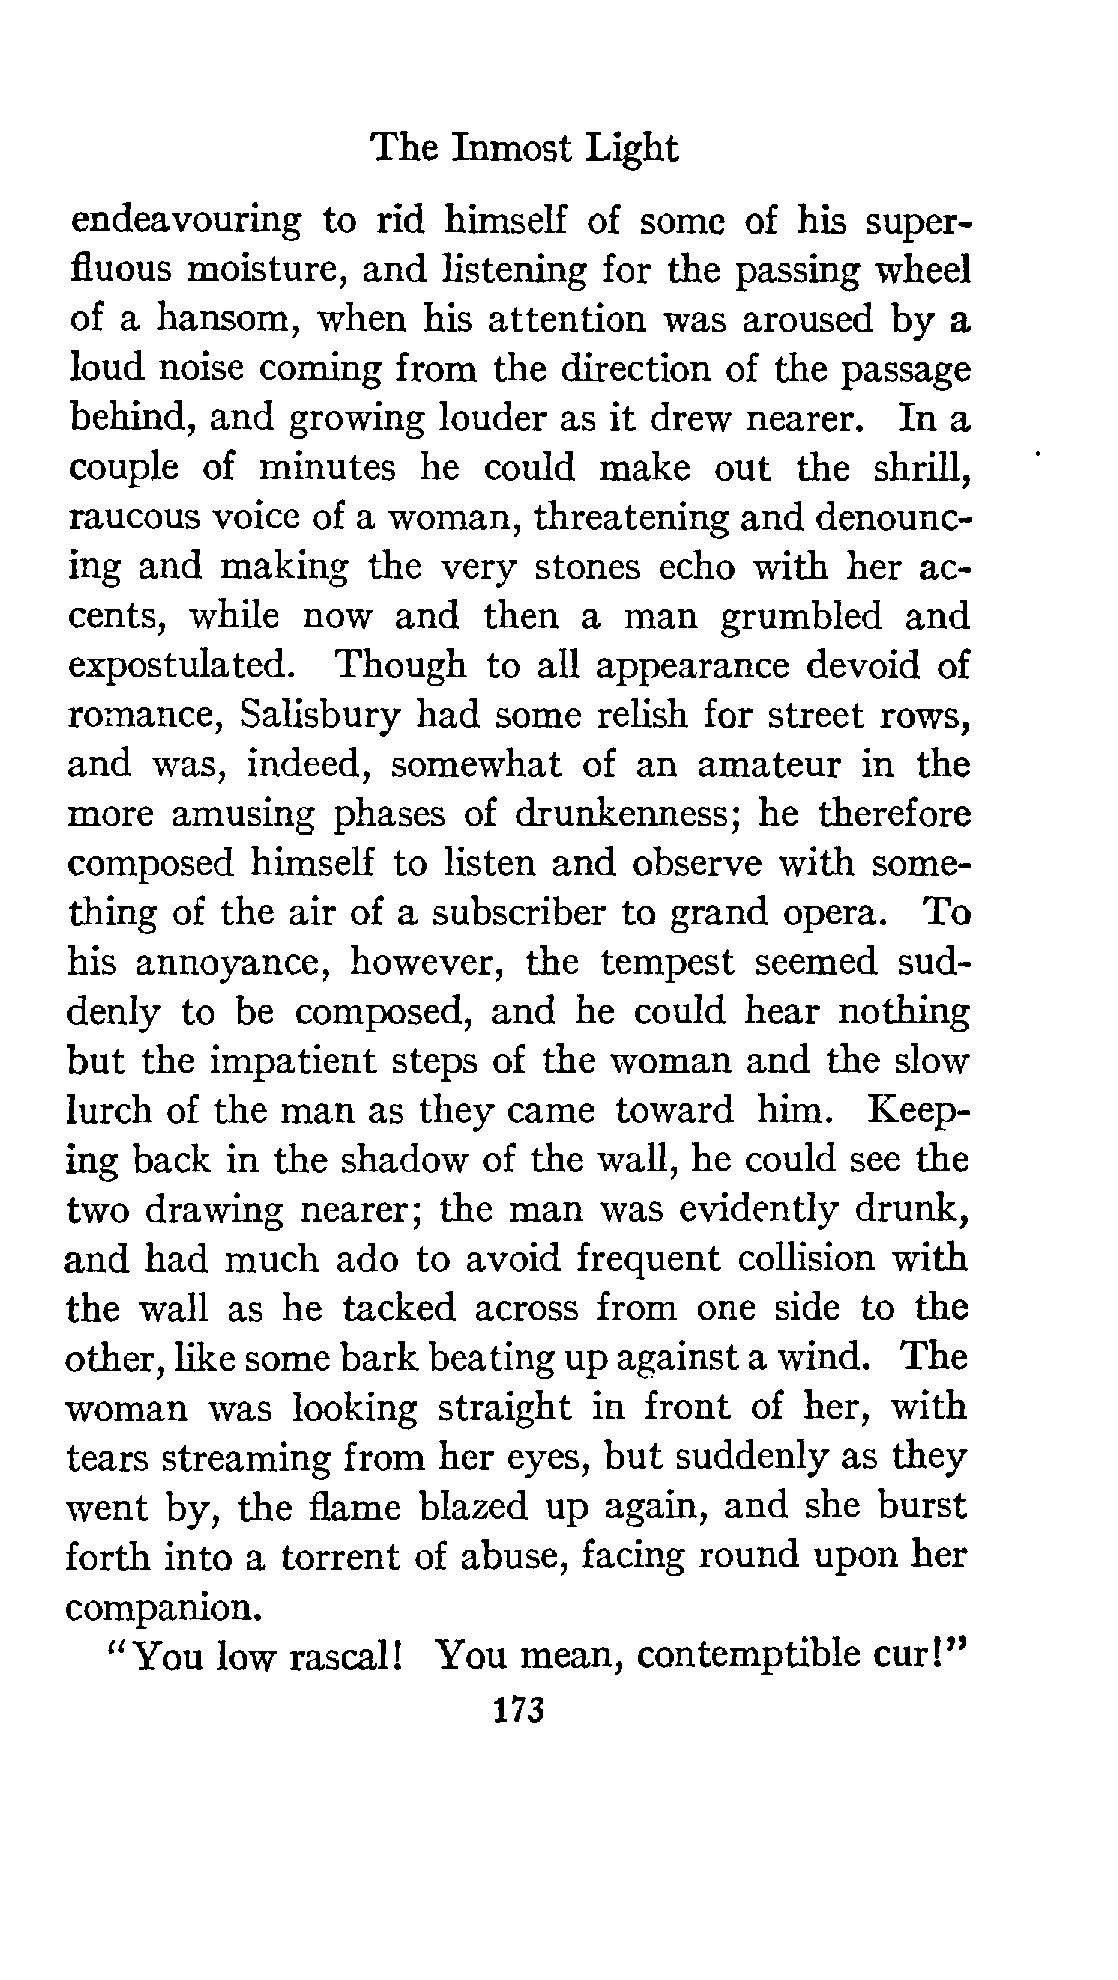 The Inmost Light
endeavouring to rid himself of some of his super-
fluous moisture, and listening for the passing wheel
of a hansom, when his attention was aroused by a
loud noise coming from the direction of the passage
behind, and growing louder as it drew nearer. In a
couple of minutes he could make out the shrill,
raucous voice of a woman, threatening and denounc-
ing and making the very stones echo with her ac-
cents, while now and then a man grumbled and
expostulated. Though to all appearance devoid of
romance, Salisbury had some relish for street rows,
and was, indeed, somewhat of an amateur in the
more amusing phases of drunkenness; he therefore
composed himself to listen and observe with some-
thing of the air of a subscriber to grand opera. To
his annoyance, however, the tempest seemed sud-
denly to be composed, and he could hear nothing
but the impatient steps of the woman and the slow
lurch of the man as they came toward him. Keep-
ing back in the shadow of the wall, he could see the
two drawing nearer; the man was evidently drunk,
and had much ado to avoid frequent collision with
the wall as he tacked across from one side to the
other, like some bark beating up against a wind. The
woman was looking straight in front of her, with
tears streaming from her eyes, but suddenly as they
went by, the flame blazed up again, and she burst
forth into a torrent of abuse, facing round upon her
companion.
"You low rascal! You mean, contemptible cur!"
173